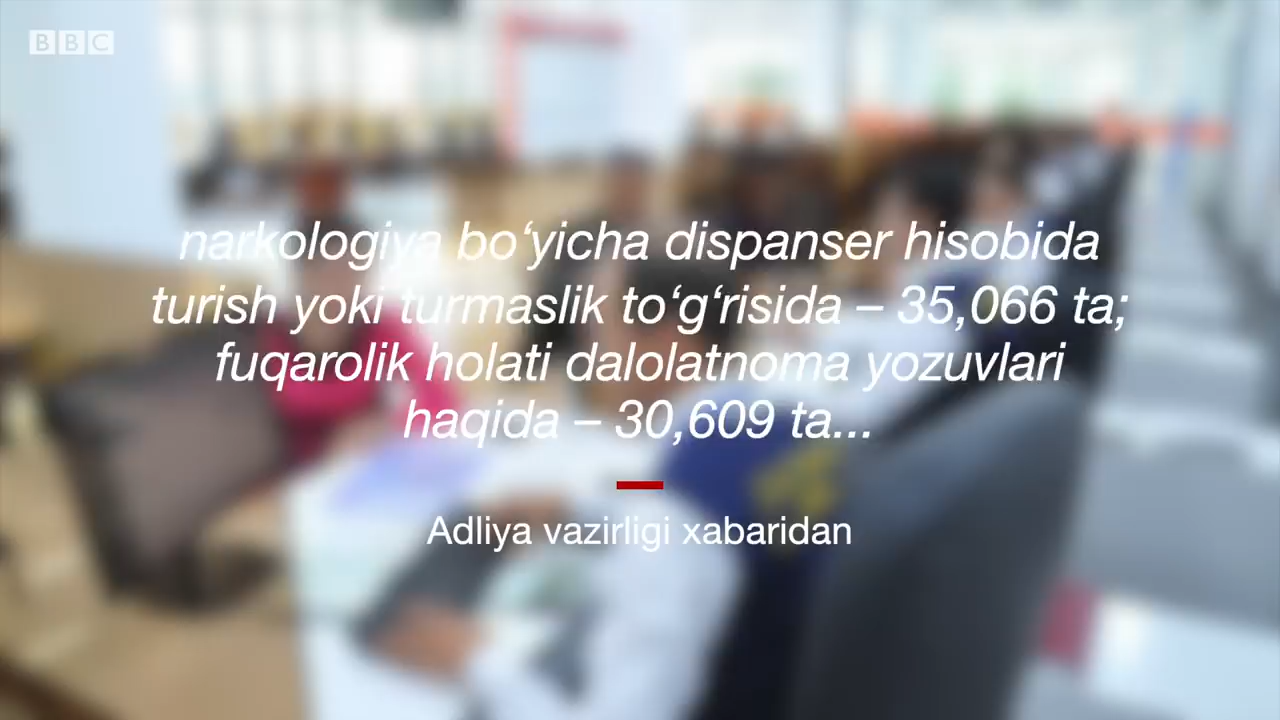 BBC
narkologiya bo‘yicha dispanser hisobida
turish yoki turmaslik to‘g‘risida – 35,066 ta;
fuqarolik holati dalolatnoma yozuvlari
haqida – 30,609 ta...
Adliya vazirligi xabaridan